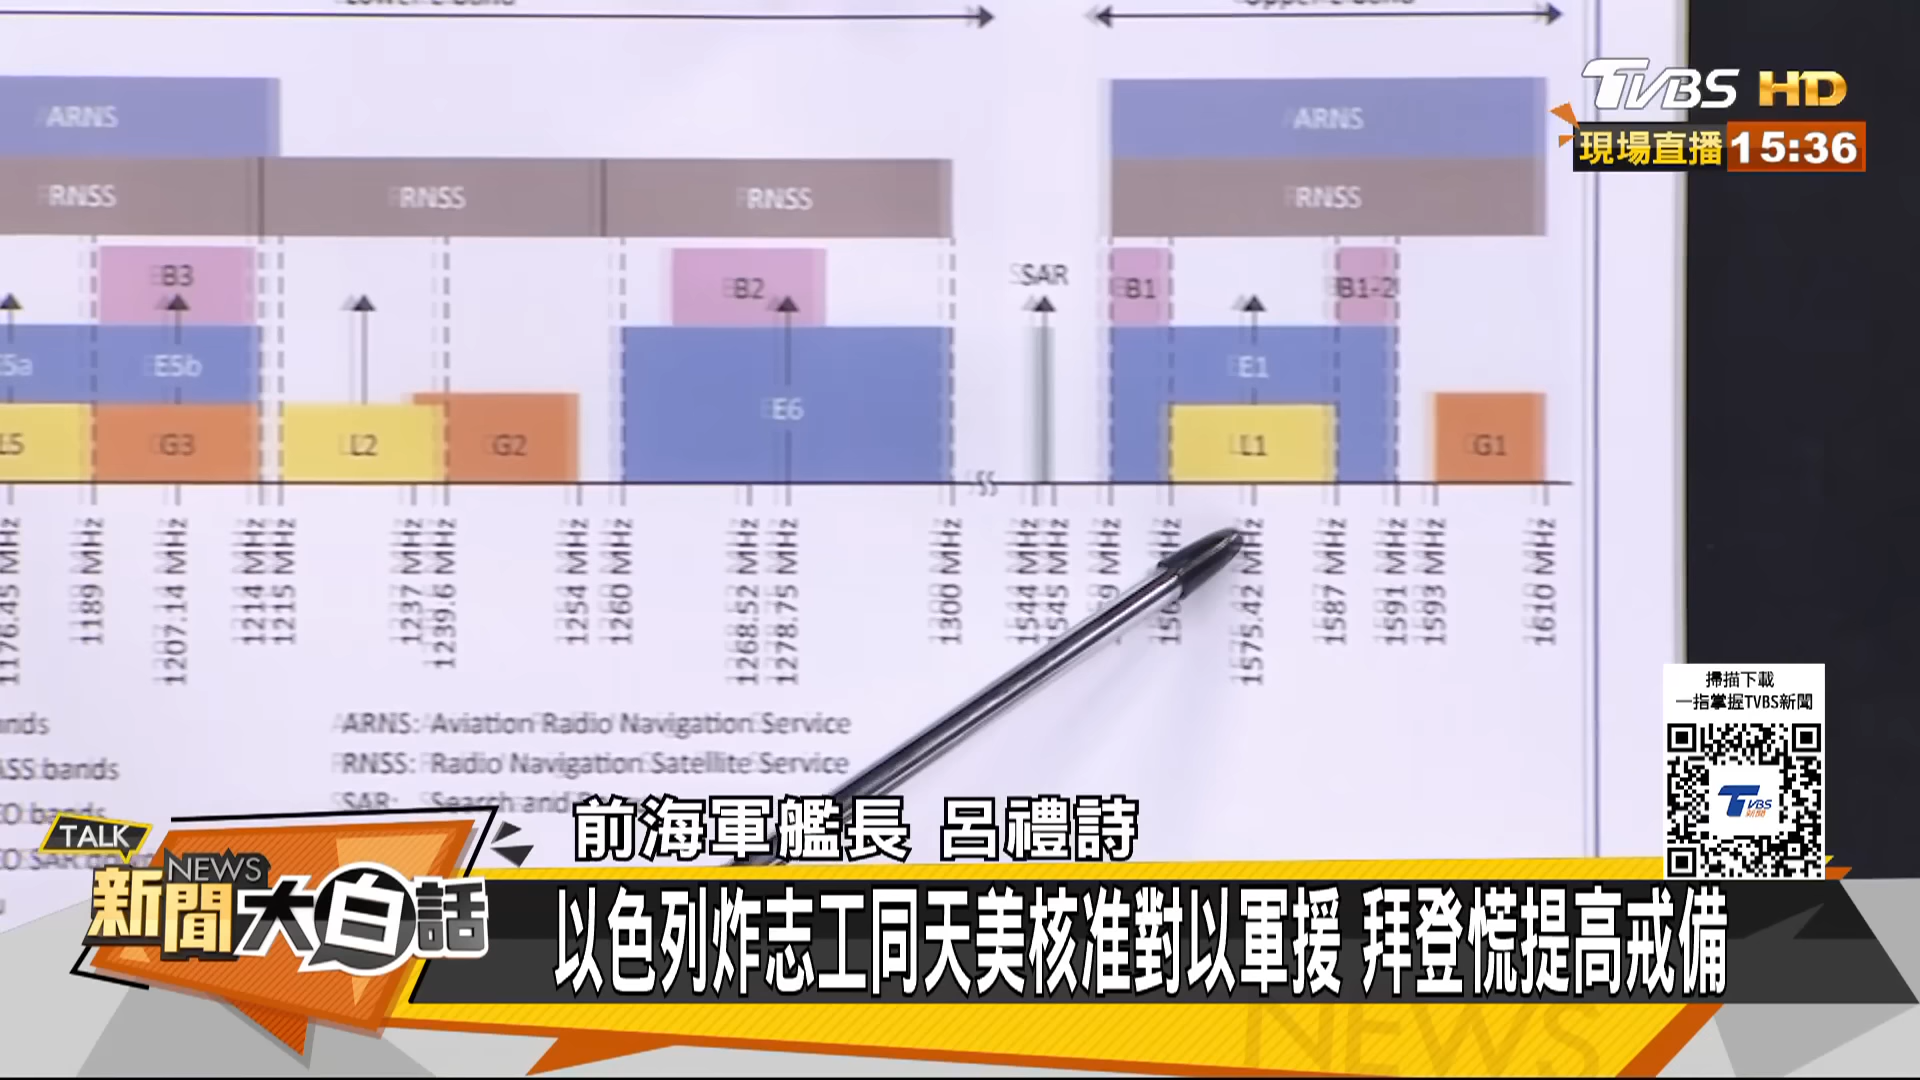 TVBS HD
現場直播 15:36
ARNS
ARNS
RNSS
RNSS
RNSS
RNSS
B3
B2
SAR
B1
B1-2
E5b
E6
E1
G3
L2
G2
L1
G1
1176.45 MHz
1189 MHz
1207.14 MHz
1214 MHz
1215 MHz
1237 MHz
1239.6 MHz
1254 MHz
1260 MHz
1268.52 MHz
1278.75 MHz
1300 MHz
1544 MHz
1545 MHz
1575.42 MHz
1587 MHz
1591 MHz
1593 MHz
1610 MHz
ARNS: Aviation Radio Navigation Service
RNSS: Radio Navigation Satellite Service
SAR: Search and
bands
掃描下載
一指掌握TVBS新聞
TVBS
新聞
前海軍艦長 呂禮詩
TALK
NEWS
新聞大白話
以色列炸志工同天美核准對以軍援 拜登慌提高戒備
NEWS